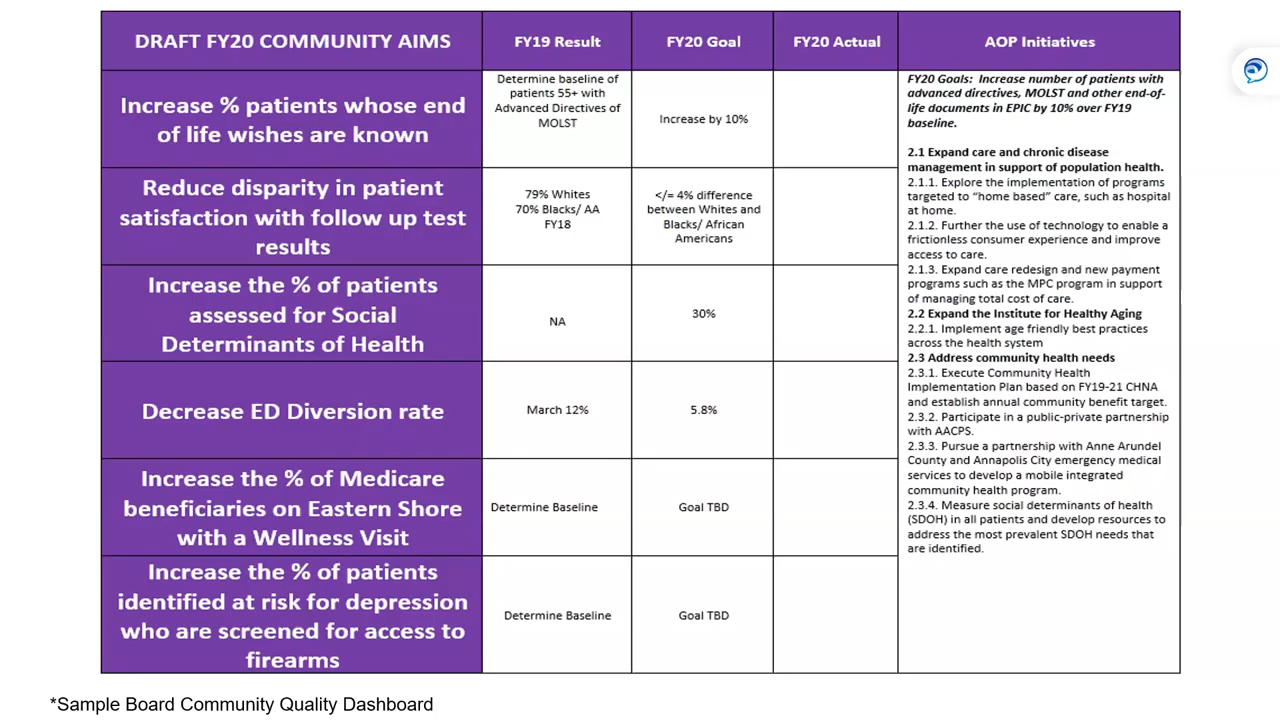 DRAFT FY20 COMMUNITY AIMS
FY19 Result
FY20 Goal
FY20 Actual
AOP Initiatives
Increase % patients whose end
of life wishes are known
Determine baseline of
patients 55+ with
Advanced Directives of
MOLST
Increase by 10%
Reduce disparity in patient
satisfaction with follow up test
results
79% Whites
70% Blacks/ AA
FY18
</= 4% difference
between Whites and
Blacks/ African
Americans
Increase the % of patients
assessed for Social
Determinants of Health
NA
30%
Decrease ED Diversion rate
March 12%
5.8%
Increase the % of Medicare
beneficiaries on Eastern Shore
with a Wellness Visit
Determine Baseline
Goal TBD
Increase the % of patients
identified at risk for depression
who are screened for access to
firearms
Determine Baseline
Goal TBD
FY20 Goals:  Increase number of patients with
advanced directives, MOLST and other end-of-
life documents in EPIC by 10% over FY19
baseline.
2.1 Expand care and chronic disease
management in support of population health.
2.1.1. Explore the implementation of programs
targeted to “home based” care, such as hospital
at home.
2.1.2. Further the use of technology to enable a
frictionless consumer experience and improve
access to care.
2.1.3. Expand care redesign and new payment
programs such as the MPC program in support
of managing total cost of care.
2.2 Expand the Institute for Healthy Aging
2.2.1. Implement age friendly best practices
across the health system
2.3 Address community health needs
2.3.1. Execute Community Health
Implementation Plan based on FY19-21 CHNA
and establish annual community benefit target.
2.3.2. Participate in a public-private partnership
with AACPS.
2.3.3. Pursue a partnership with Anne Arundel
County and Annapolis City emergency medical
services to develop a mobile integrated
community health program.
2.3.4. Measure social determinants of health
(SDOH) in all patients and develop resources to
address the most prevalent SDOH needs that
are identified.
*Sample Board Community Quality Dashboard